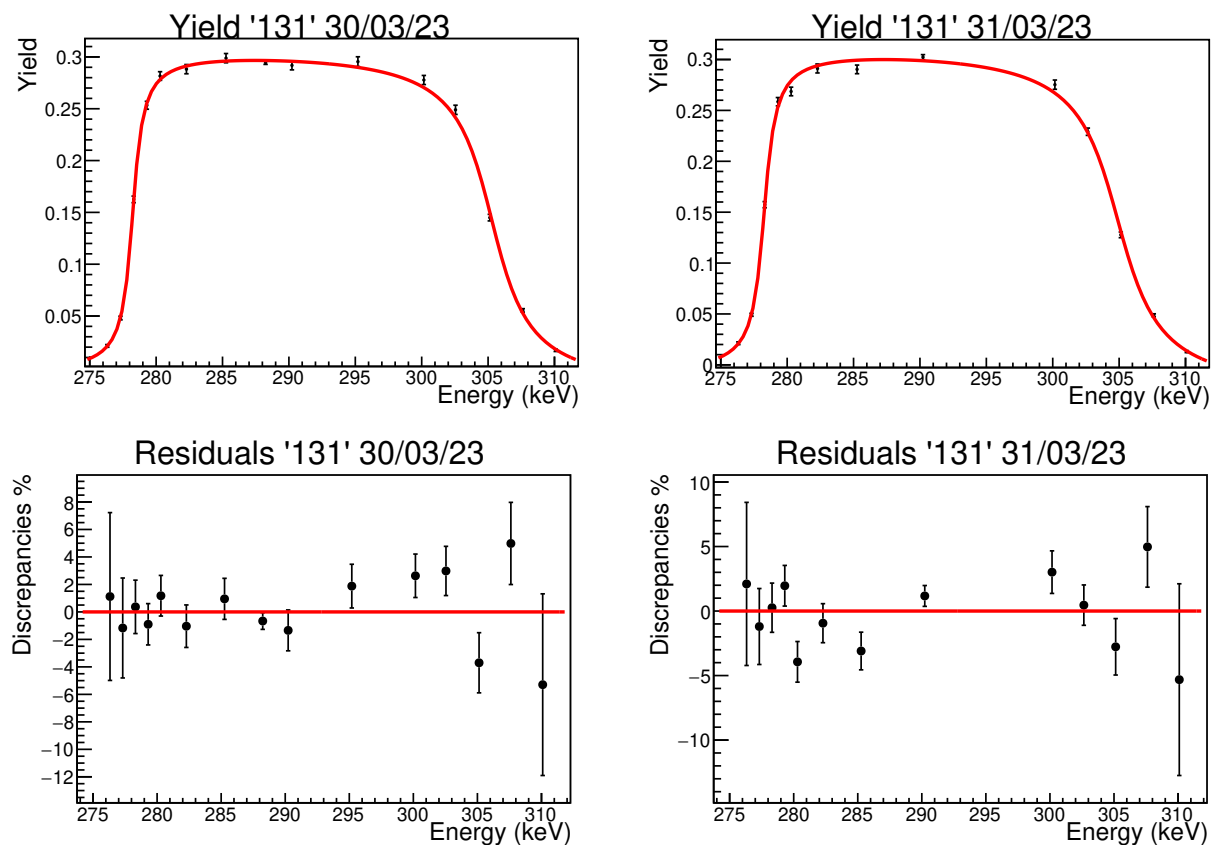 Yield '131' 30/03/23
Yield
0.3
0.25
0.2
0.15
0.1
0.05
275 280 285 290 295 300 305 310
Energy (keV)
Yield '131' 31/03/23
Yield
0.3
0.25
0.2
0.15
0.1
0.05
0
275 280 285 290 295 300 305 310
Energy (keV)
Residuals '131' 30/03/23
Discrepancies %
8
6
4
2
0
−2
−4
−6
−8
−10
−12
275 280 285 290 295 300 305 310
Energy (keV)
Residuals '131' 31/03/23
Discrepancies %
10
5
0
−5
−10
275 280 285 290 295 300 305 310
Energy (keV)